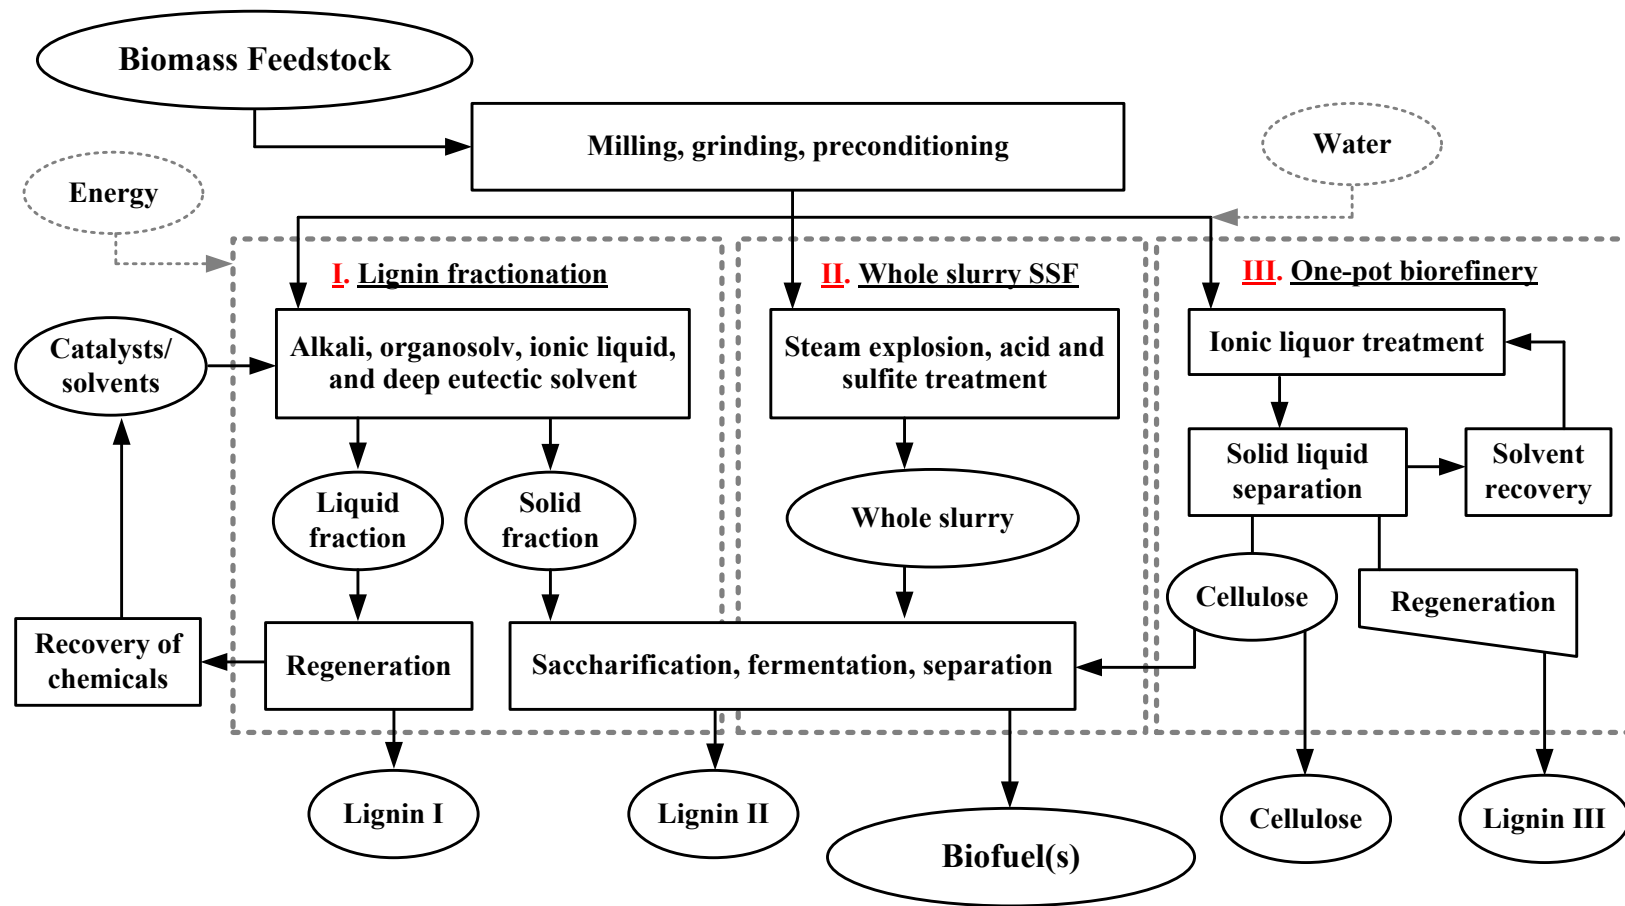 Biomass Feedstock
Milling, grinding, preconditioning
Water
Energy
I. Lignin fractionation
II. Whole slurry SSF
III. One-pot biorefinery
Catalysts/
solvents
Alkali, organosolv, ionic liquid,
and deep eutectic solvent
Steam explosion, acid and
sulfite treatment
Ionic liquor treatment
Liquid
fraction
Solid
fraction
Whole slurry
Solid liquid
separation
Solvent
recovery
Cellulose
Regeneration
Recovery of
chemicals
Regeneration
Saccharification, fermentation, separation
Lignin I
Lignin II
Biofuel(s)
Cellulose
Lignin III